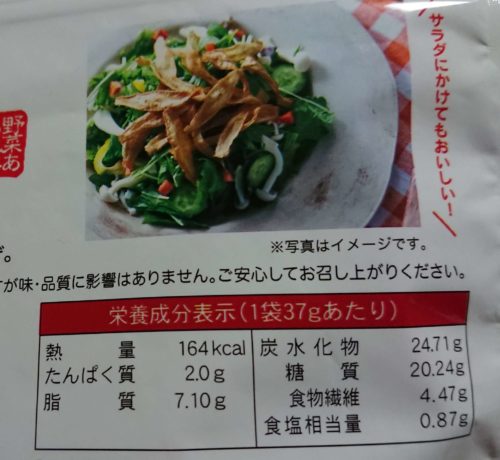 サラダにかけてもおいしい!
野菜あ
※写真はイメージです。
。
が味・品質に影響はありません。ご安心してお召し上がりください。
栄養成分表示(1袋37gあたり)
熱量 164kcal
たんぱく質 2.0g
脂質 7.10g
炭水化物 24.71g
糖質 20.24g
食物繊維 4.47g
食塩相当量 0.87g